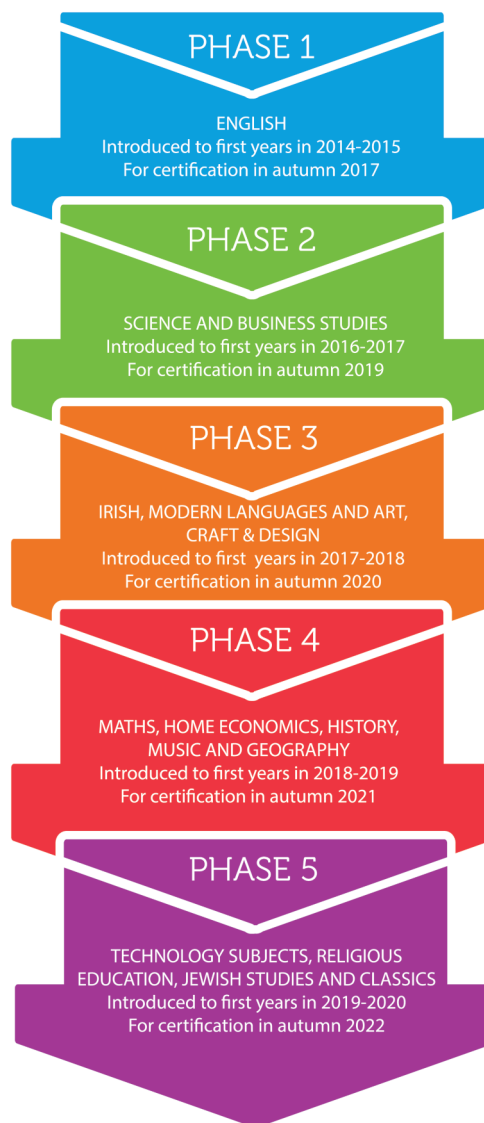 PHASE 1
ENGLISH
Introduced to first years in 2014-2015
For certification in autumn 2017
PHASE 2
SCIENCE AND BUSINESS STUDIES
Introduced to first years in 2016-2017
For certification in autumn 2019
PHASE 3
IRISH, MODERN LANGUAGES AND ART,
CRAFT & DESIGN
Introduced to first years in 2017-2018
For certification in autumn 2020
PHASE 4
MATHS, HOME ECONOMICS, HISTORY,
MUSIC AND GEOGRAPHY
Introduced to first years in 2018-2019
For certification in autumn 2021
PHASE 5
TECHNOLOGY SUBJECTS, RELIGIOUS
EDUCATION, JEWISH STUDIES AND CLASSICS
Introduced to first years in 2019-2020
For certification in autumn 2022